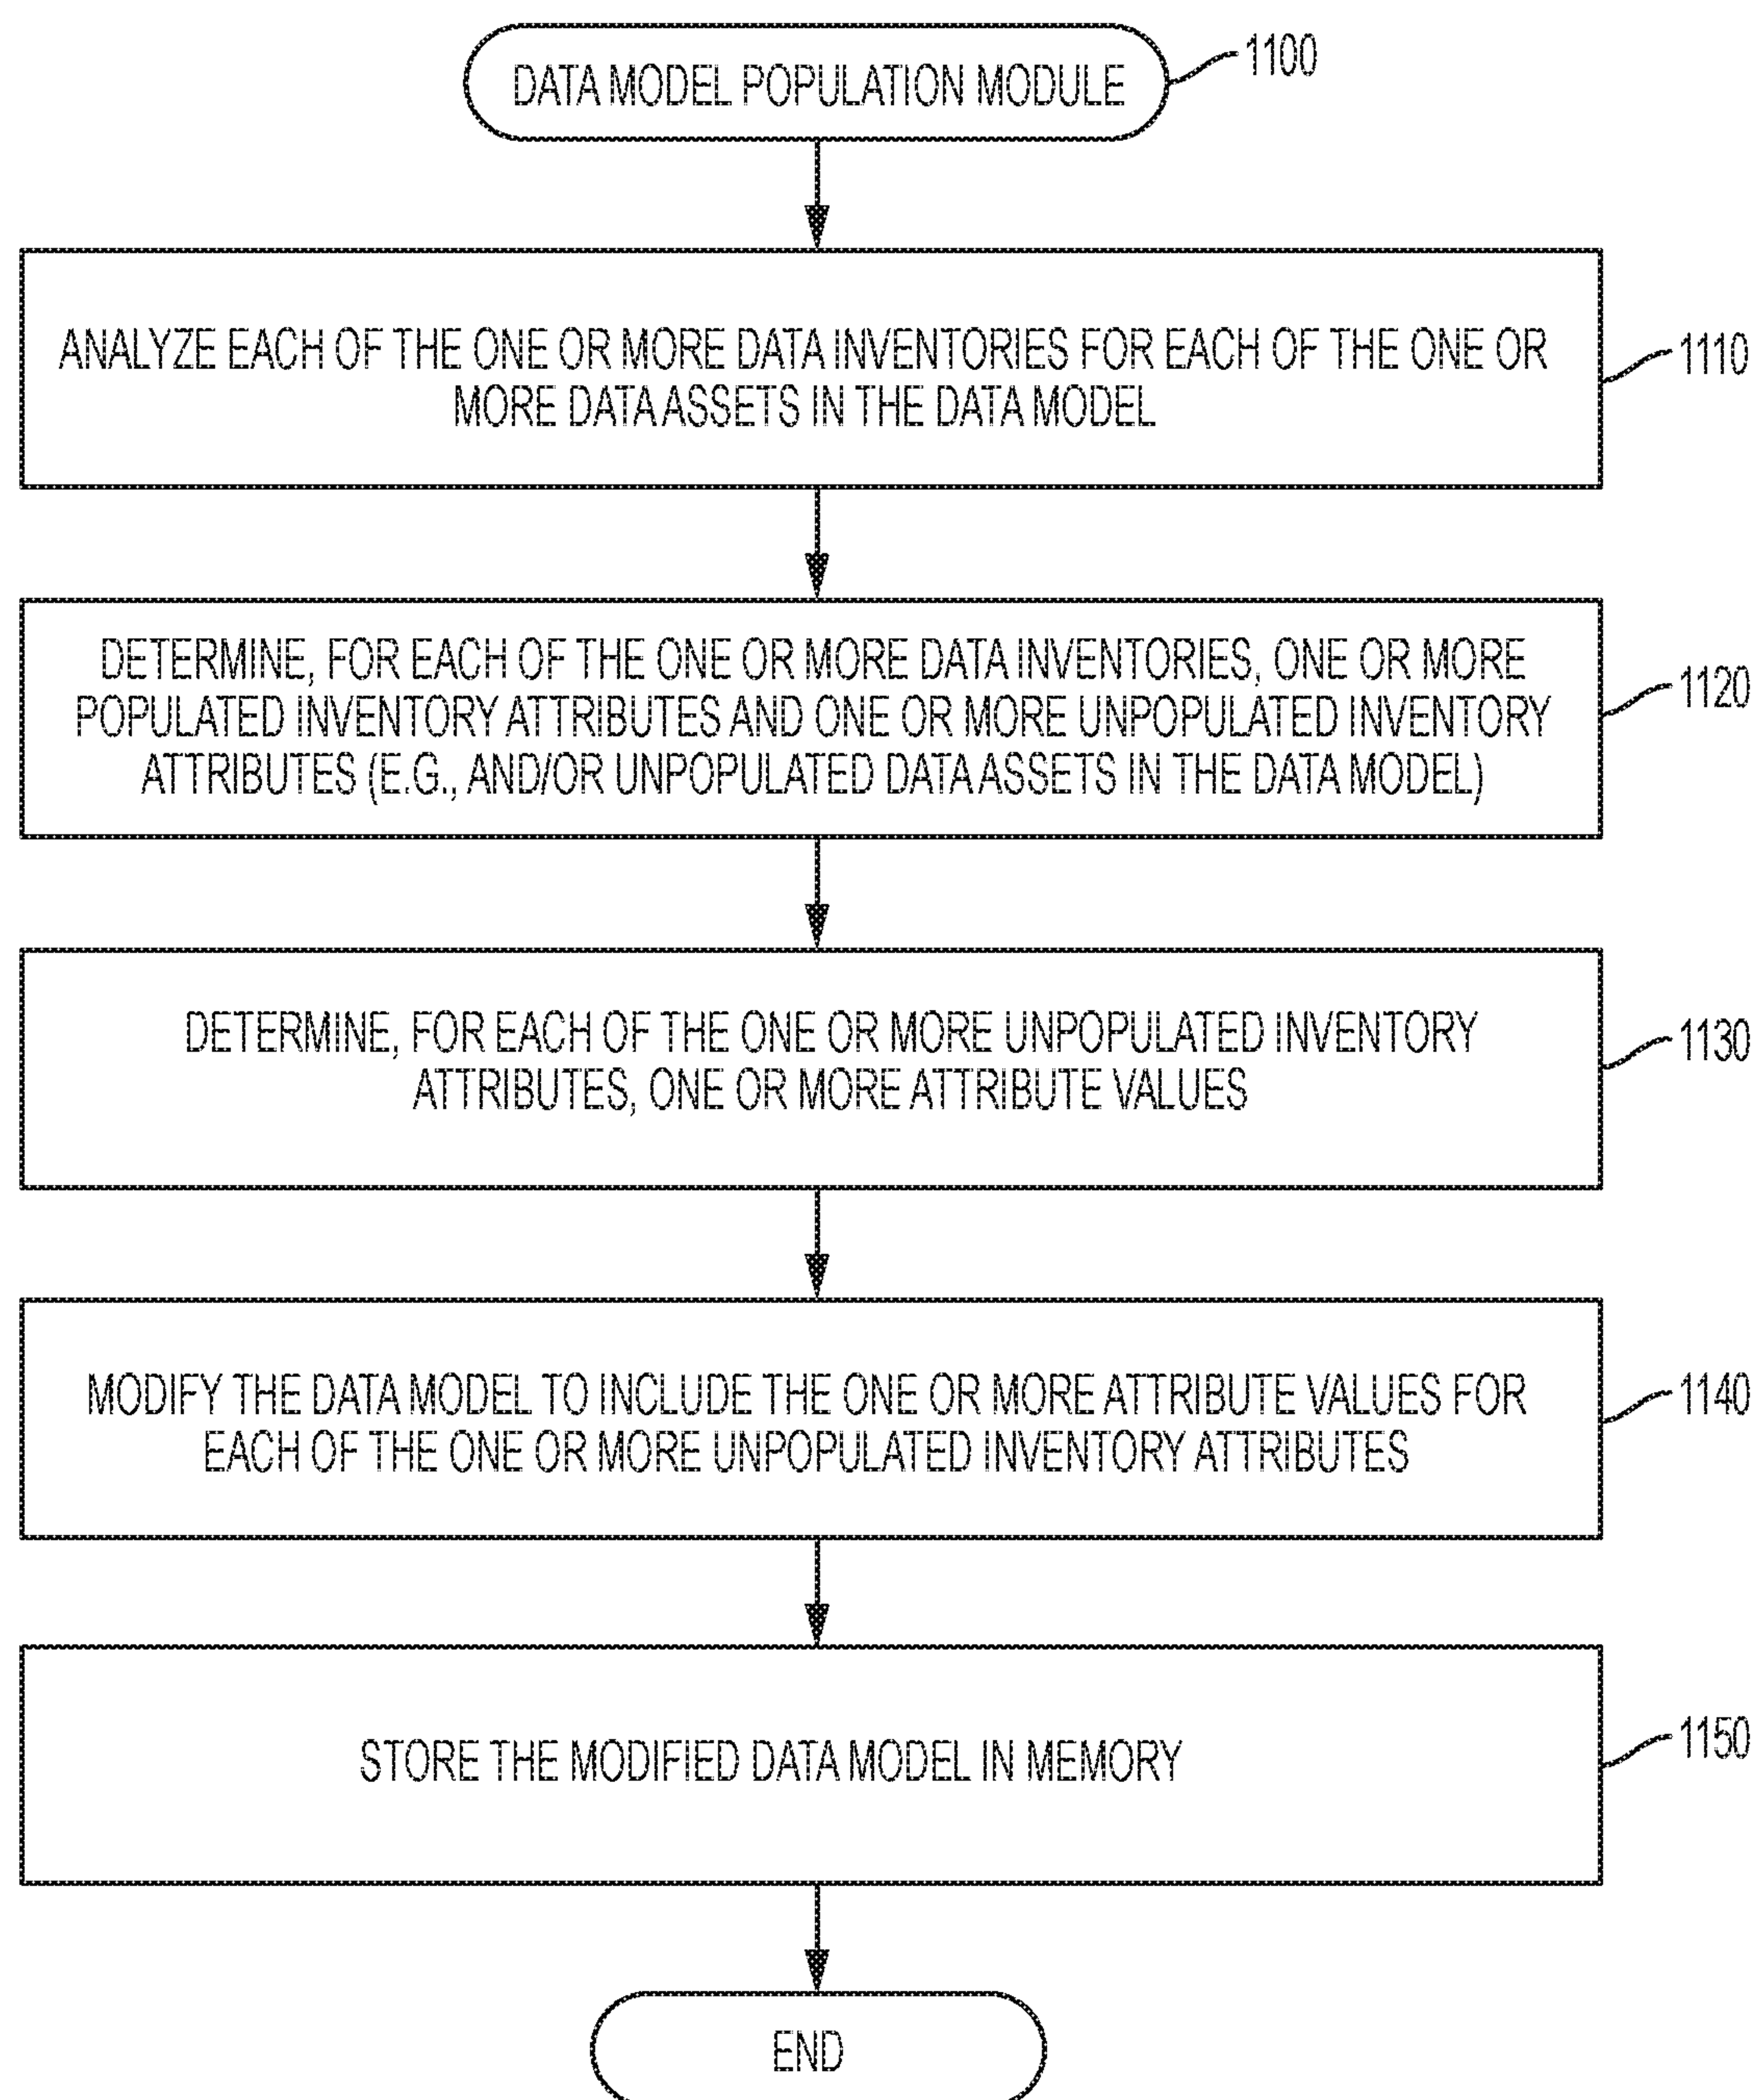 DATA MODEL POPULATION MODULE
1100
ANALYZE EACH OF THE ONE OR MORE DATA INVENTORIES FOR EACH OF THE ONE OR
MORE DATA ASSETS IN THE DATA MODEL
1110
DETERMINE, FOR EACH OF THE ONE OR MORE DATA INVENTORIES, ONE OR MORE
POPULATED INVENTORY ATTRIBUTES AND ONE OR MORE UNPOPULATED INVENTORY
ATTRIBUTES (E.G., AND/OR UNPOPULATED DATA ASSETS IN THE DATA MODEL)
1120
DETERMINE, FOR EACH OF THE ONE OR MORE UNPOPULATED INVENTORY
ATTRIBUTES, ONE OR MORE ATTRIBUTE VALUES
1130
MODIFY THE DATA MODEL TO INCLUDE THE ONE OR MORE ATTRIBUTE VALUES FOR
EACH OF THE ONE OR MORE UNPOPULATED INVENTORY ATTRIBUTES
1140
STORE THE MODIFIED DATA MODEL IN MEMORY
1150
END